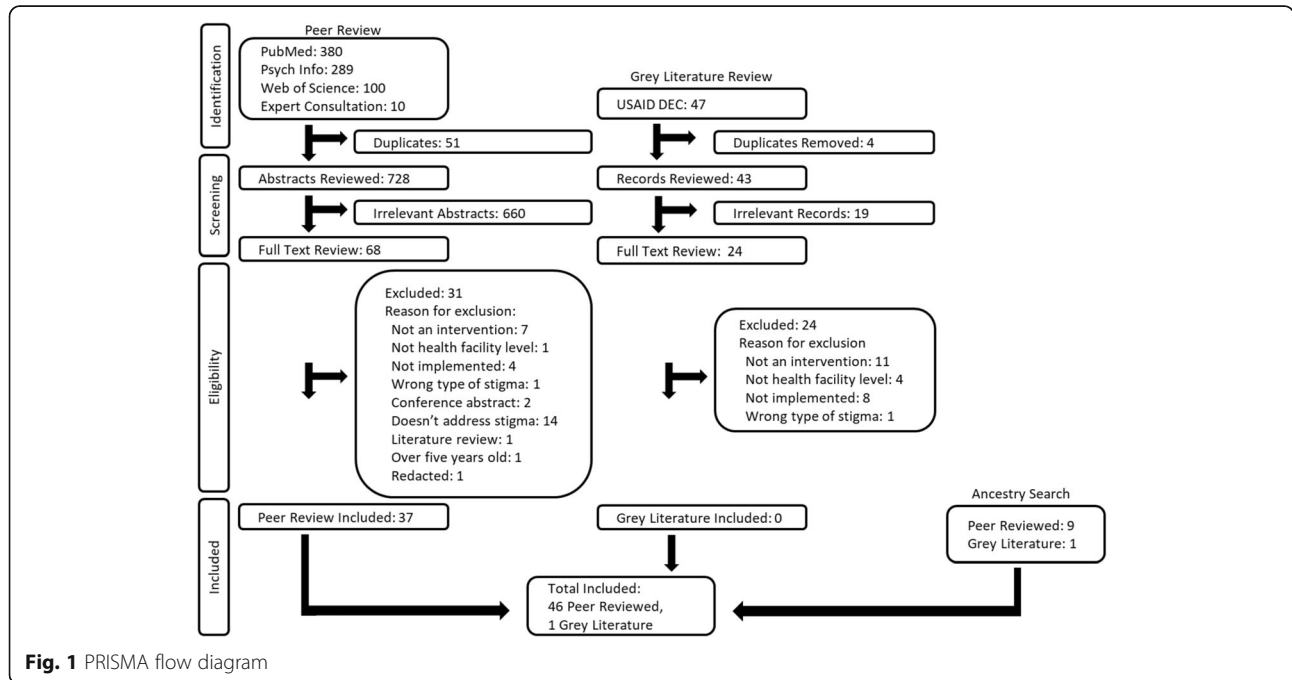 Identification
Peer Review
PubMed: 380
Psych Info: 289
Web of Science: 100
Expert Consultation: 10
Grey Literature Review
USAID DEC: 47
Duplicates: 51
Duplicates Removed: 4
Screening
Abstracts Reviewed: 728
Records Reviewed: 43
Irrelevant Abstracts: 660
Irrelevant Records: 19
Full Text Review: 68
Full Text Review: 24
Eligibility
Excluded: 31
Reason for exclusion:
Not an intervention: 7
Not health facility level: 1
Not implemented: 4
Wrong type of stigma: 1
Conference abstract: 2
Doesn't address stigma: 14
Literature review: 1
Over five years old: 1
Redacted: 1
Excluded: 24
Reason for exclusion
Not an intervention: 11
Not health facility level: 4
Not implemented: 8
Wrong type of stigma: 1
Included
Peer Review Included: 37
Grey Literature Included: 0
Ancestry Search
Peer Reviewed: 9
Grey Literature: 1
Total Included:
46 Peer Reviewed,
1 Grey Literature
Fig. 1 PRISMA flow diagram